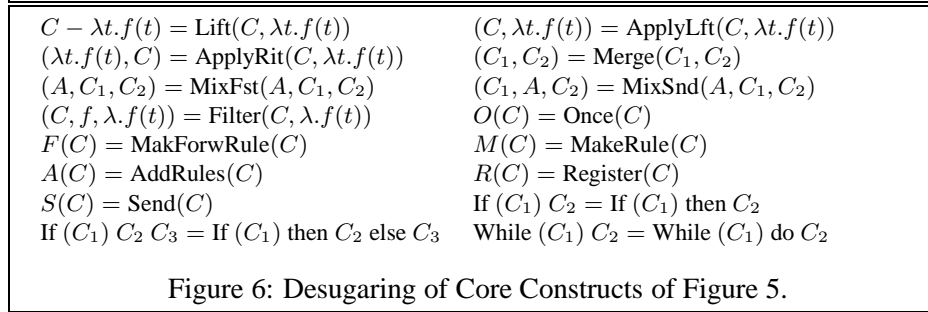 C − λt.f(t) = Lift(C, λt.f(t)) (C, λt.f(t)) = ApplyLft(C, λt.f(t))
(λt.f(t), C) = ApplyRit(C, λt.f(t)) (C₁, C₂) = Merge(C₁, C₂)
(A, C₁, C₂) = MixFst(A, C₁, C₂) (C₁, A, C₂) = MixSnd(A, C₁, C₂)
(C, f, λ.f(t)) = Filter(C, λ.f(t)) O(C) = Once(C)
F(C) = MakForwRule(C) M(C) = MakeRule(C)
A(C) = AddRules(C) R(C) = Register(C)
S(C) = Send(C) If (C₁) C₂ = If (C₁) then C₂
If (C₁) C₂ C₃ = If (C₁) then C₂ else C₃ While (C₁) C₂ = While (C₁) do C₂
Figure 6: Desugaring of Core Constructs of Figure 5.